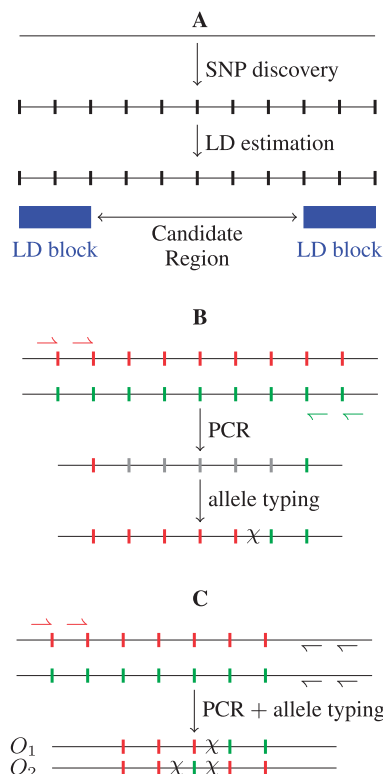 A
SNP discovery
LD estimation
LD block
Candidate
Region
LD block
B
PCR
χ
allele typing
χ
C
PCR + allele typing
O₁
χ
O₂
χ
χ